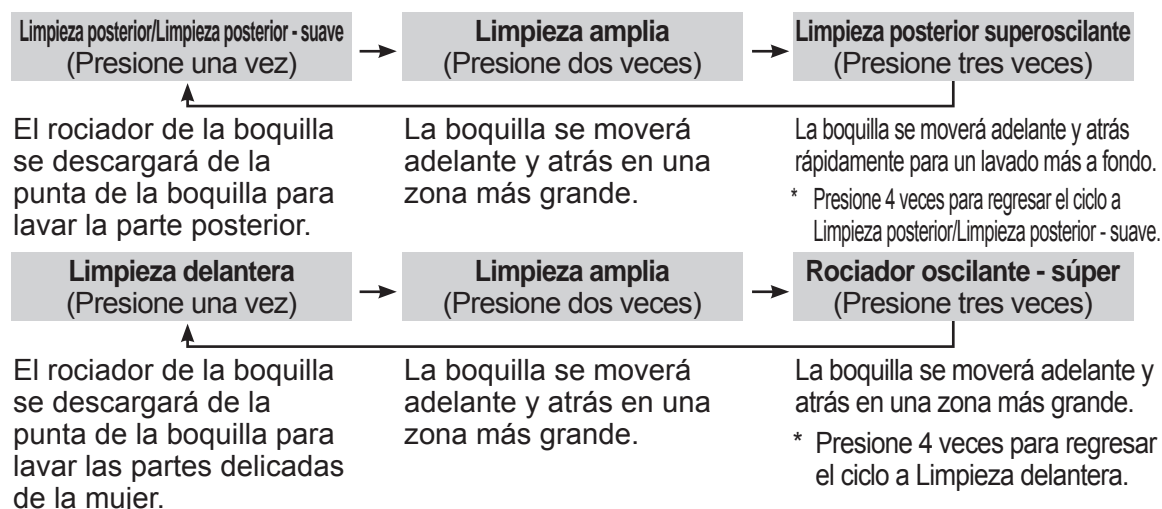 Limpieza posterior/Limpieza posterior - suave
(Presione una vez)
Limpieza amplia
(Presione dos veces)
Limpieza posterior superoscilante
(Presione tres veces)
El rociador de la boquilla
se descargará de la
punta de la boquilla para
lavar la parte posterior.
La boquilla se moverá
adelante y atrás en una
zona más grande.
La boquilla se moverá adelante y atrás
rápidamente para un lavado más a fondo.
* Presione 4 veces para regresar el ciclo a
Limpieza posterior/Limpieza posterior - suave.
Limpieza delantera
(Presione una vez)
Limpieza amplia
(Presione dos veces)
Rociador oscilante - súper
(Presione tres veces)
El rociador de la boquilla
se descargará de la
punta de la boquilla para
lavar las partes delicadas
de la mujer.
La boquilla se moverá
adelante y atrás en una
zona más grande.
La boquilla se moverá adelante y
atrás en una zona más grande.
* Presione 4 veces para regresar
el ciclo a Limpieza delantera.